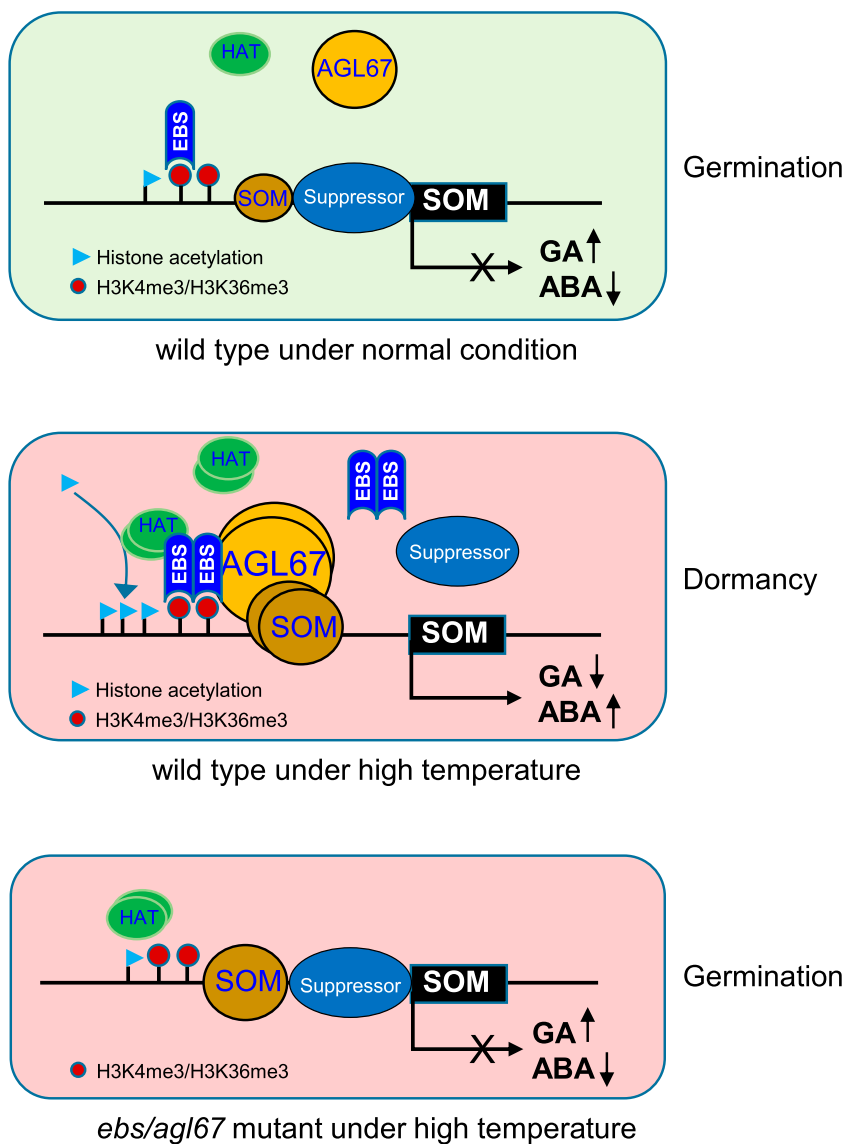 HAT
AGL67
EBS
Germination
SOM
Suppressor
SOM
Histone acetylation
GA
H3K4me3/H3K36me3
ABA
X
wild type under normal condition
HAT
EBS
EBS
HAT
EBS
EBS
AGL67
Suppressor
Dormancy
SOM
SOM
Histone acetylation
GA
H3K4me3/H3K36me3
ABA
wild type under high temperature
HAT
SOM
Suppressor
SOM
Germination
GA
X
H3K4me3/H3K36me3
ABA
ebs/agl67 mutant under high temperature